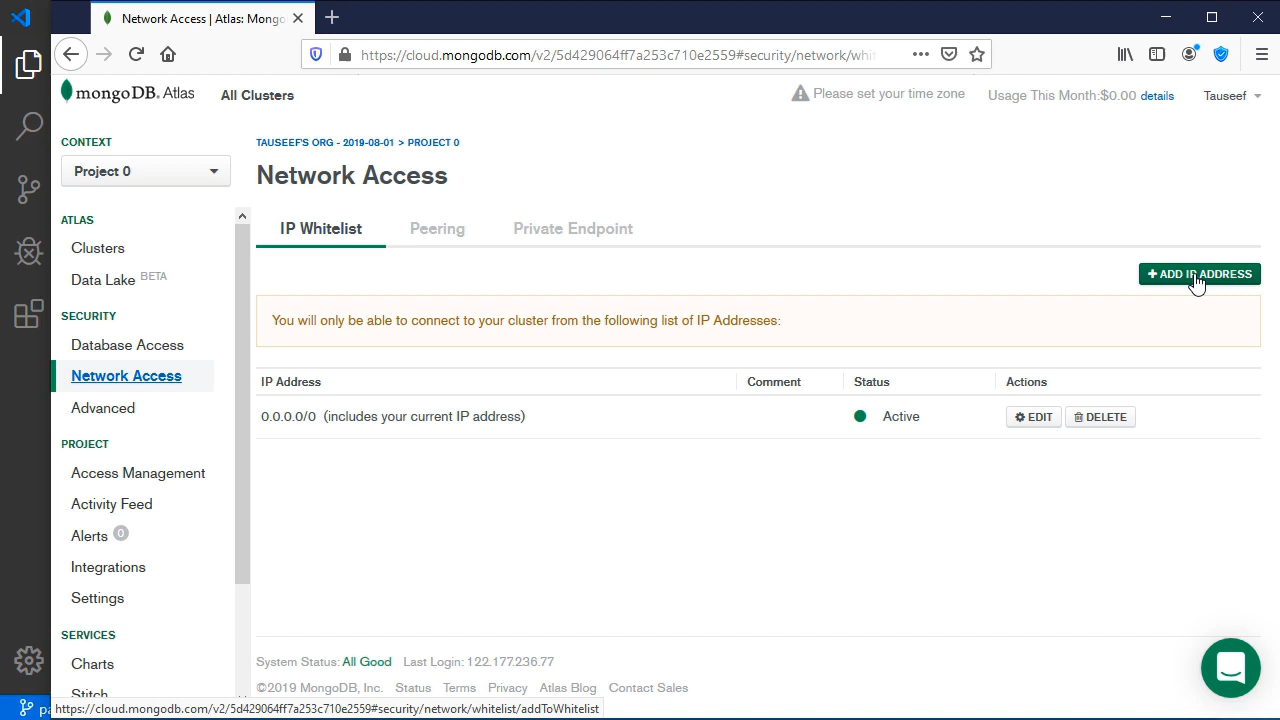 Network Access | Atlas: Mongo
https://cloud.mongodb.com/v2/5d429064ff7a253c710e2559#security/network/whit
mongoDB. Atlas
All Clusters
Please set your time zone
Usage This Month:$0.00 details
Tauseef
CONTEXT
Project 0
ATLAS
Clusters
Data Lake BETA
SECURITY
Database Access
Network Access
Advanced
PROJECT
Access Management
Activity Feed
Alerts 0
Integrations
Settings
SERVICES
Charts
Stitch
TAUSEEF'S ORG - 2019-08-01 > PROJECT 0
Network Access
IP Whitelist Peering Private Endpoint
+ ADD IP ADDRESS
You will only be able to connect to your cluster from the following list of IP Addresses:
IP Address Comment Status Actions
0.0.0.0/0 (includes your current IP address) Active EDIT DELETE
System Status: All Good Last Login: 122.177.236.77
©2019 MongoDB, Inc. Status Terms Privacy Atlas Blog Contact Sales
https://cloud.mongodb.com/v2/5d429064ff7a253c710e2559#security/network/whitelist/addToWhitelist